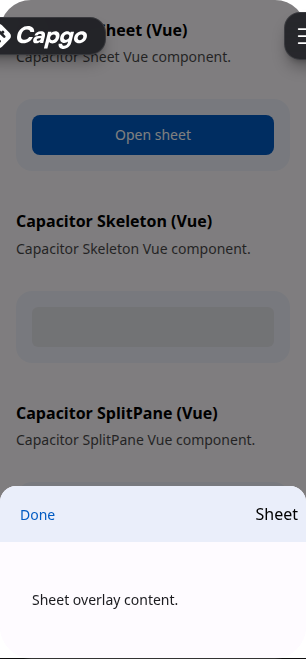 heet (Vue)
Capgo
Capacitor Sheet Vue component.
Open sheet
Capacitor Skeleton (Vue)
Capacitor Skeleton Vue component.
Capacitor SplitPane (Vue)
Capacitor SplitPane Vue component.
Done
Sheet
Sheet overlay content.